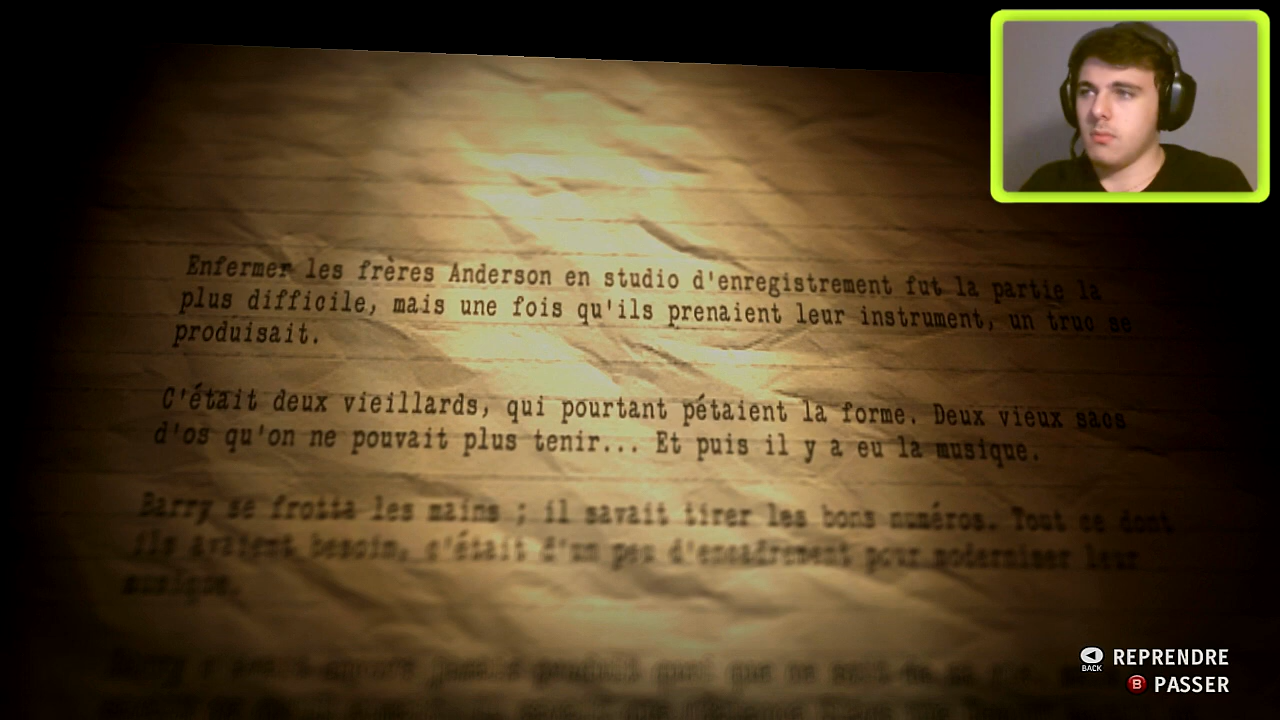 Enfermer les frères Anderson en studio d'enregistrement fut la partie la
plus difficile, mais une fois qu'ils prenaient leur instrument, un truc se
produisait.
C'était deux vieillards, qui pourtant pétaient la forme. Deux vieux sacs
d'os qu'on ne pouvait plus tenir... Et puis il y a eu la musique.
Barry se frotta les mains ; il savait tirer les bons numéros. Tout ce dont
ils avaient besoin, c'était d'un peu d'encadrement pour moderniser leur
musique.
BACK REPRENDRE
B PASSER